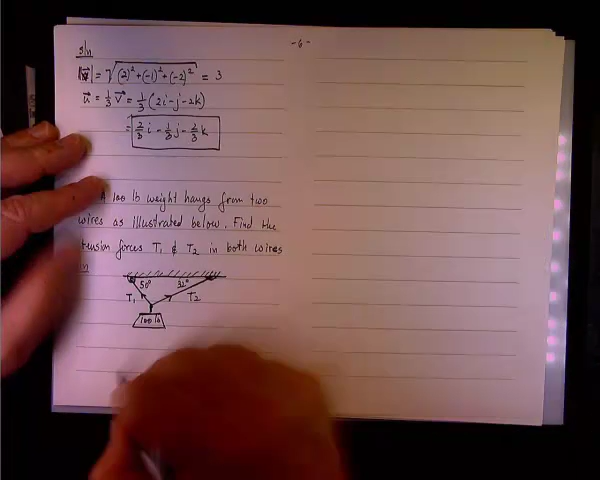 -6-
sln
|v⃗| = √(2)²+(-1)²+(-2)² = 3
u⃗ = 1/3 v⃗ = 1/3 (2i-j-2k)
= 2/3 i - 1/3 j - 2/3 k
A 100 lb weight hangs from two
wires as illustrated below. Find the
tension forces T₁ & T₂ in both wires
50° 32°
T₁ T₂
100 lb